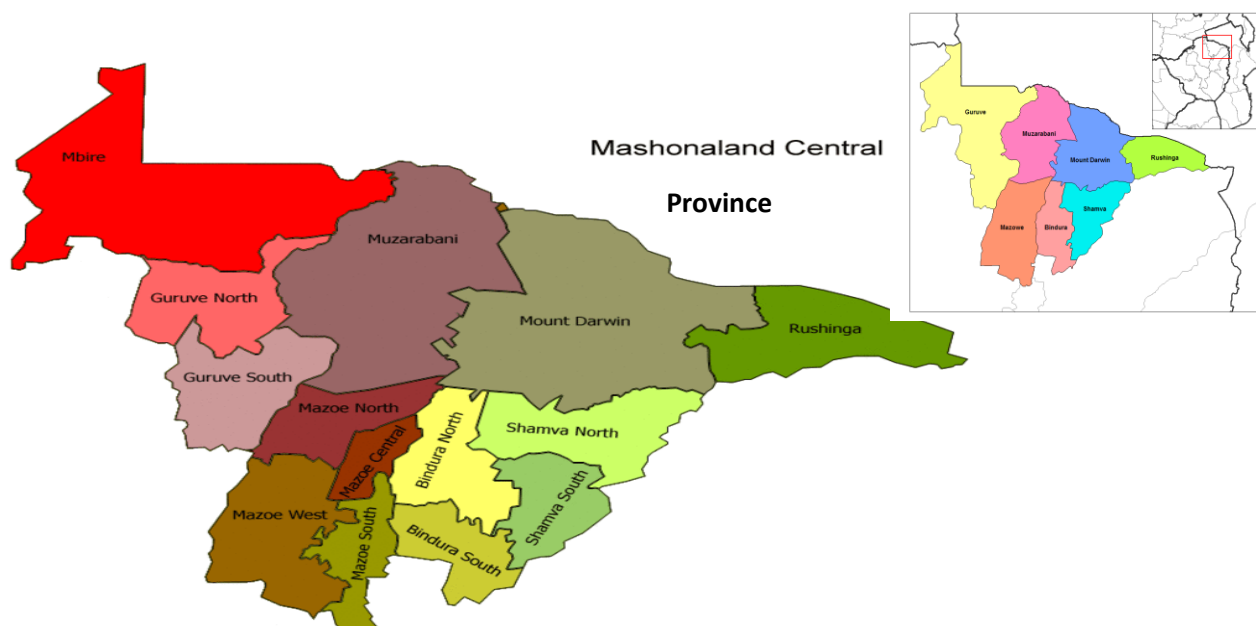 Mashonaland Central
Province
Mbire
Muzarabani
Guruve North
Mount Darwin
Rushinga
Guruve South
Mazoe North
Mazoe Central
Bindura North
Shamva North
Shamva South
Mazoe West
Mazoe South
Bindura South
Guruve
Muzarabani
Mount Darwin
Rushinga
Shamva
Mazowe
Bindura